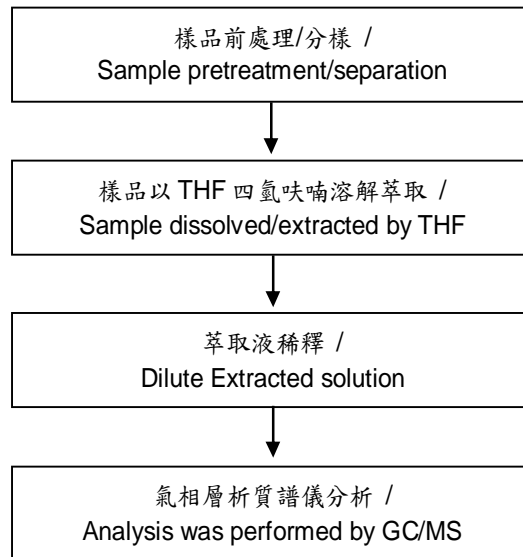 樣品前處理/分樣 /
Sample pretreatment/separation
樣品以 THF 四氫呋喃溶解萃取 /
Sample dissolved/extracted by THF
萃取液稀釋 /
Dilute Extracted solution
氣相層析質譜儀分析 /
Analysis was performed by GC/MS